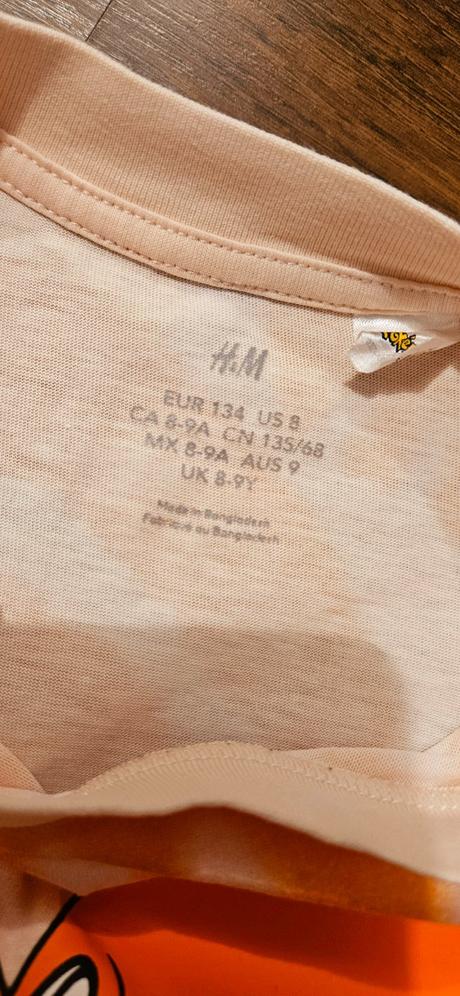 H&M
EUR 134 US 8
CA 8-9A CN 135/68
MX 8-9A AUS 9
UK 8-9Y
Made in Bangladesh
Fabriqué au Bangladesh